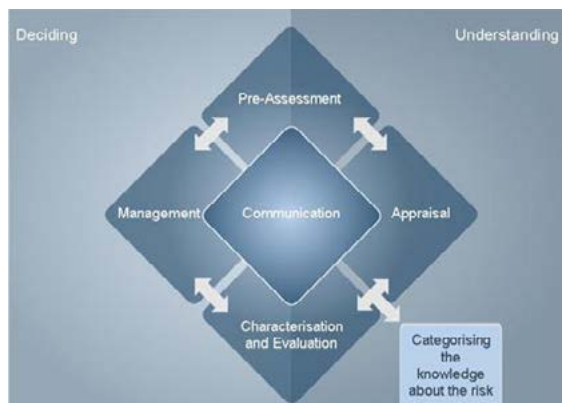 Deciding
Understanding
Pre-Assessment
Management
Communication
Appraisal
Characterisation
and Evaluation
Categorising
the
knowledge
about the risk